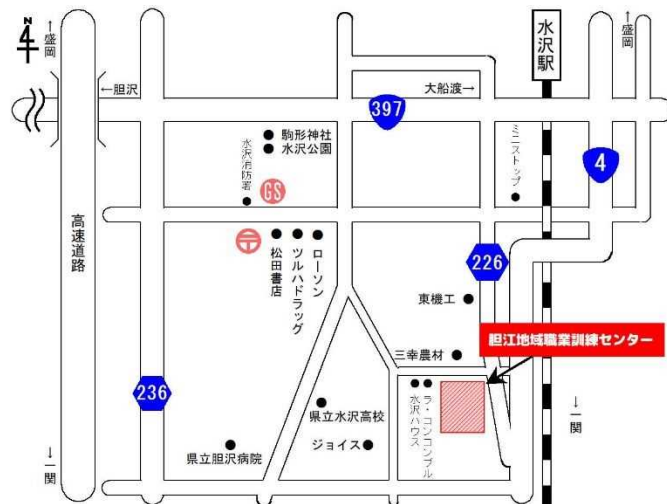 ↑盛岡
4
水沢駅
↑盛岡
←胆沢
大船渡→
397
駒形神社
水沢公園
水沢消防署
GS
ミニストップ
4
高速道路
〒
松田書店
ツルハドラッグ
ローソン
226
東機工
胆江地域職業訓練センター
三幸農材
236
県立水沢高校
水沢ハウス
ラ・コンコンブル
ジョイス
県立胆沢病院
↓一関
↓一関